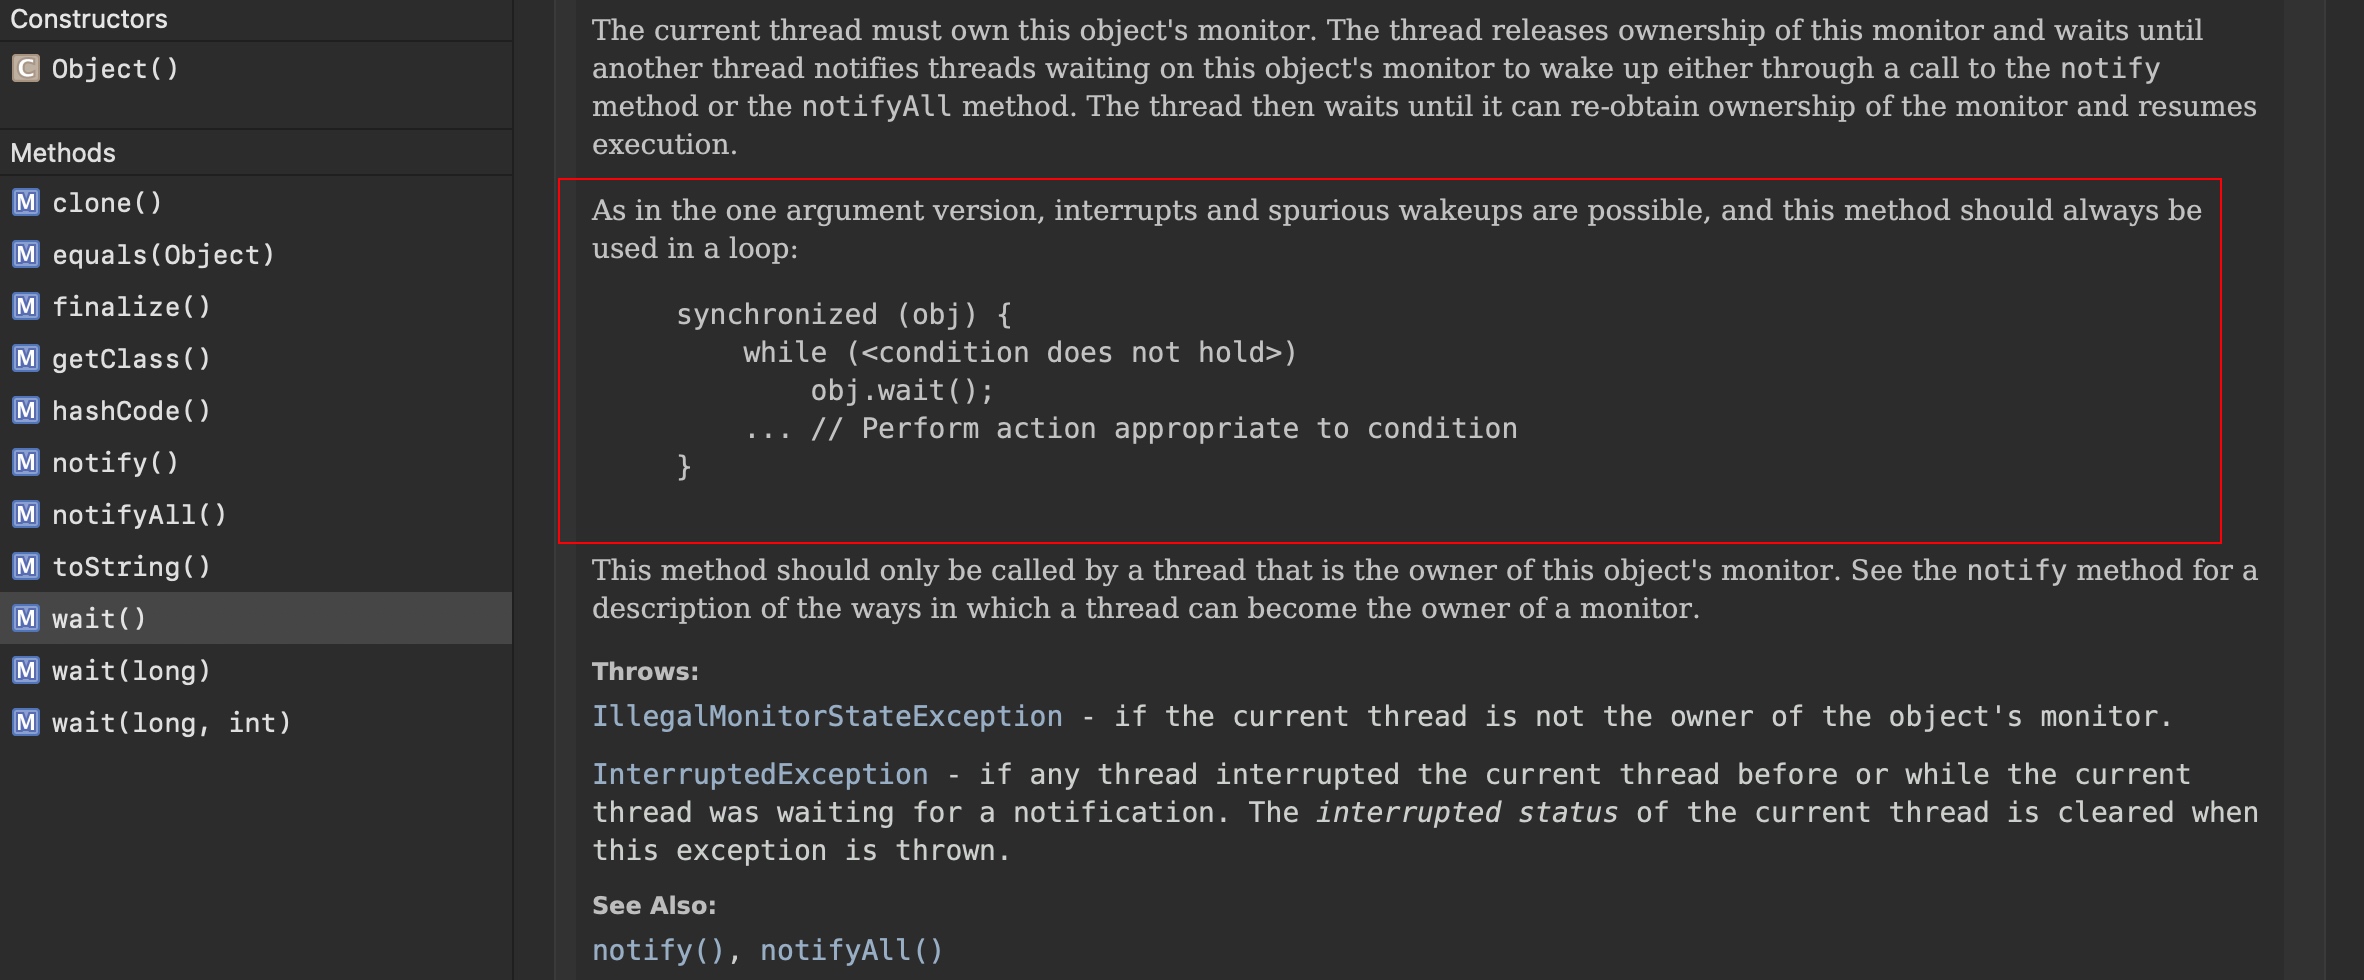 Constructors
C Object()
Methods
M clone()
M equals(Object)
M finalize()
M getClass()
M hashCode()
M notify()
M notifyAll()
M toString()
M wait()
M wait(long)
M wait(long, int)
The current thread must own this object's monitor. The thread releases ownership of this monitor and waits until
another thread notifies threads waiting on this object's monitor to wake up either through a call to the notify
method or the notifyAll method. The thread then waits until it can re-obtain ownership of the monitor and resumes
execution.
As in the one argument version, interrupts and spurious wakeups are possible, and this method should always be
used in a loop:
synchronized (obj) {
while (<condition does not hold>)
obj.wait();
... // Perform action appropriate to condition
}
This method should only be called by a thread that is the owner of this object's monitor. See the notify method for a
description of the ways in which a thread can become the owner of a monitor.
Throws:
IllegalMonitorStateException - if the current thread is not the owner of the object's monitor.
InterruptedException - if any thread interrupted the current thread before or while the current
thread was waiting for a notification. The interrupted status of the current thread is cleared when
this exception is thrown.
See Also:
notify(), notifyAll()